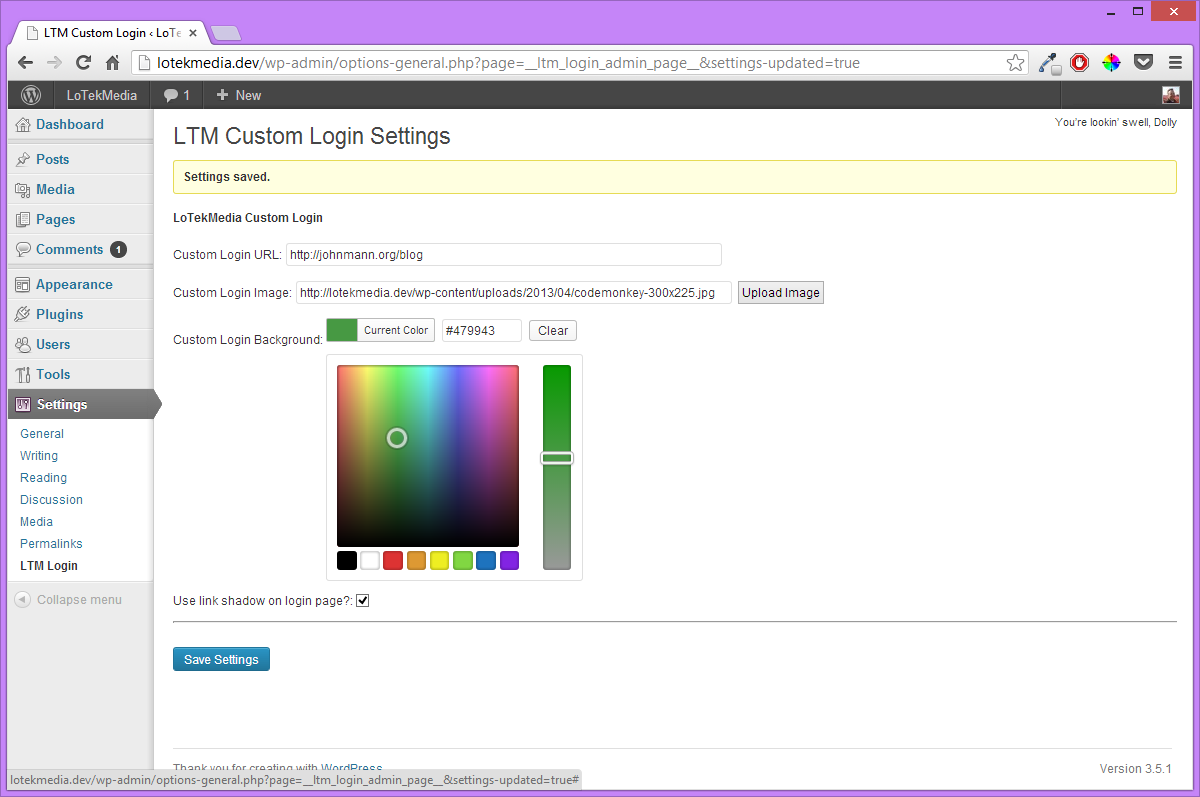 LTM Custom Login ‹ LoTe
lotekmedia.dev/wp-admin/options-general.php?page=__ltm_login_admin_page__&settings-updated=true
LoTekMedia 1 + New
You're lookin' swell, Dolly
Dashboard
Posts
Media
Pages
Comments 1
Appearance
Plugins
Users
Tools
Settings
General
Writing
Reading
Discussion
Media
Permalinks
LTM Login
Collapse menu
LTM Custom Login Settings
Settings saved.
LoTekMedia Custom Login
Custom Login URL: http://johnmann.org/blog
Custom Login Image: http://lotekmedia.dev/wp-content/uploads/2013/04/codemonkey-300x225.jpg Upload Image
Custom Login Background: Current Color #479943 Clear
Use link shadow on login page?:
Save Settings
Thank you for creating with WordPress
Version 3.5.1
lotekmedia.dev/wp-admin/options-general.php?page=__ltm_login_admin_page__&settings-updated=true#